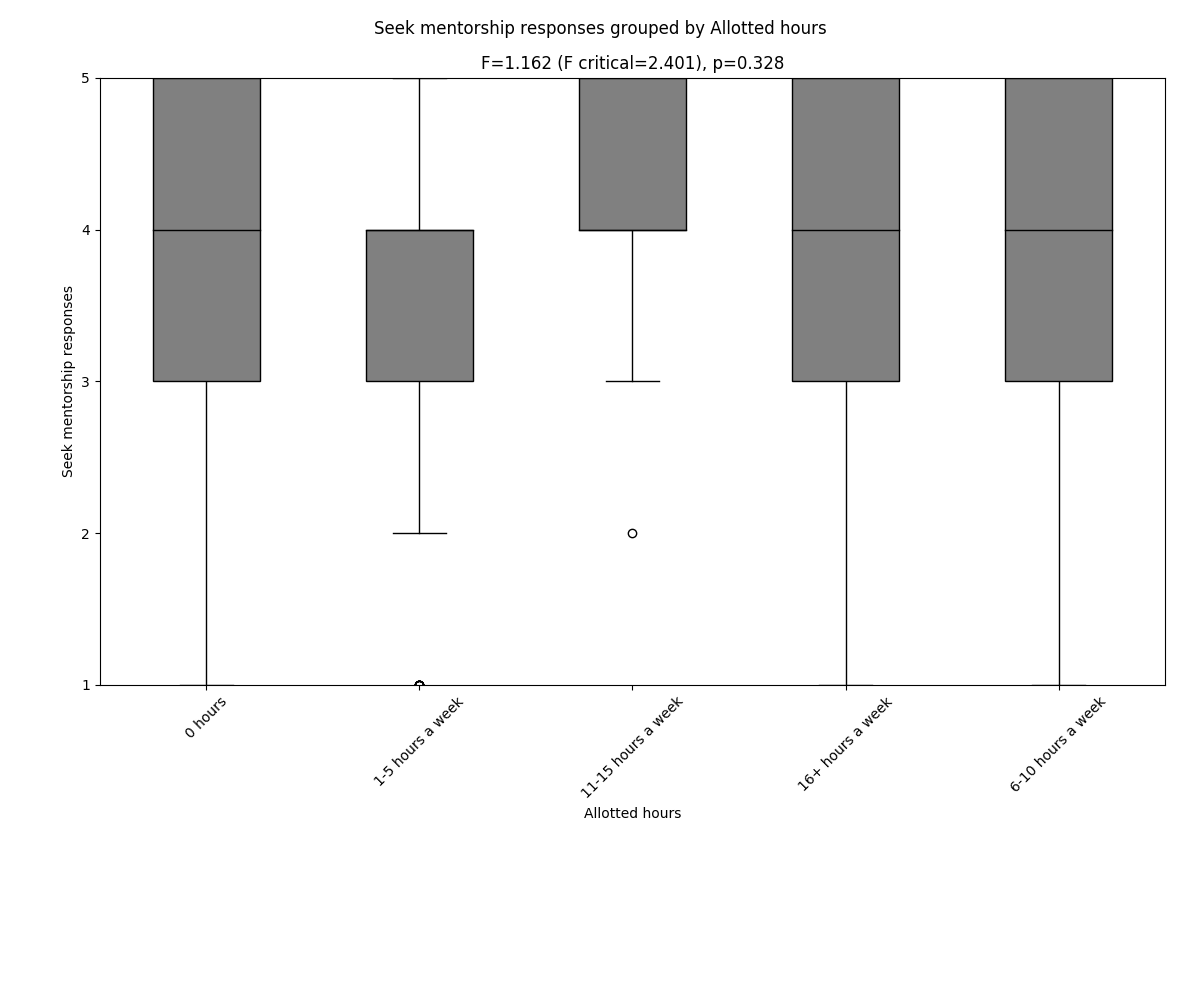 Seek mentorship responses grouped by Allotted hours
F=1.162 (F critical=2.401), p=0.328
5
4
3
2
1
Seek mentorship responses
0 hours
1-5 hours a week
11-15 hours a week
16+ hours a week
6-10 hours a week
Allotted hours